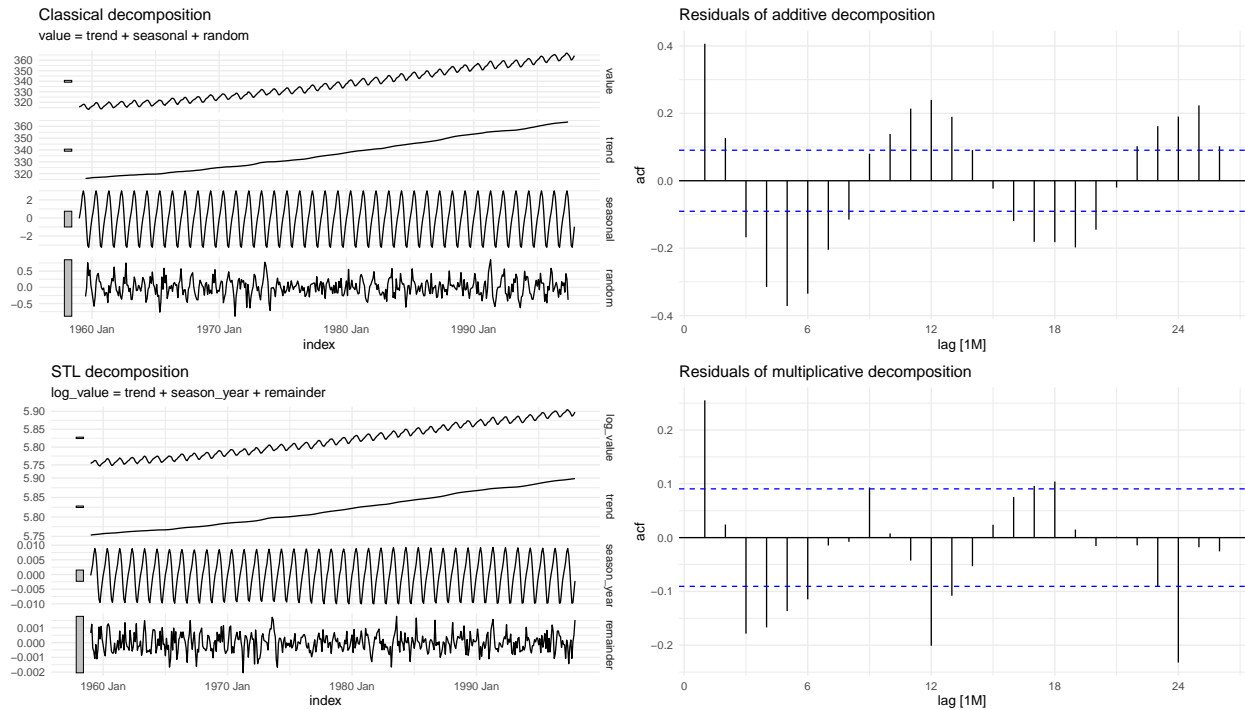 Classical decomposition
value = trend + seasonal + random
360
350
340
330
320
value
360
350
340
330
320
trend
2
0
−2
seasonal
0.5
0.0
−0.5
random
1960 Jan 1970 Jan 1980 Jan 1990 Jan
index
Residuals of additive decomposition
0.4
0.2
0.0
−0.2
−0.4
acf
0 6 12 18 24
lag [1M]
STL decomposition
log_value = trend + season_year + remainder
5.90
5.85
5.80
5.75
log_value
5.90
5.85
5.80
5.75
trend
0.010
0.005
0.000
−0.005
−0.010
season_year
0.001
0.000
−0.001
−0.002
remainder
1960 Jan 1970 Jan 1980 Jan 1990 Jan
index
Residuals of multiplicative decomposition
0.2
0.1
0.0
−0.1
−0.2
acf
0 6 12 18 24
lag [1M]